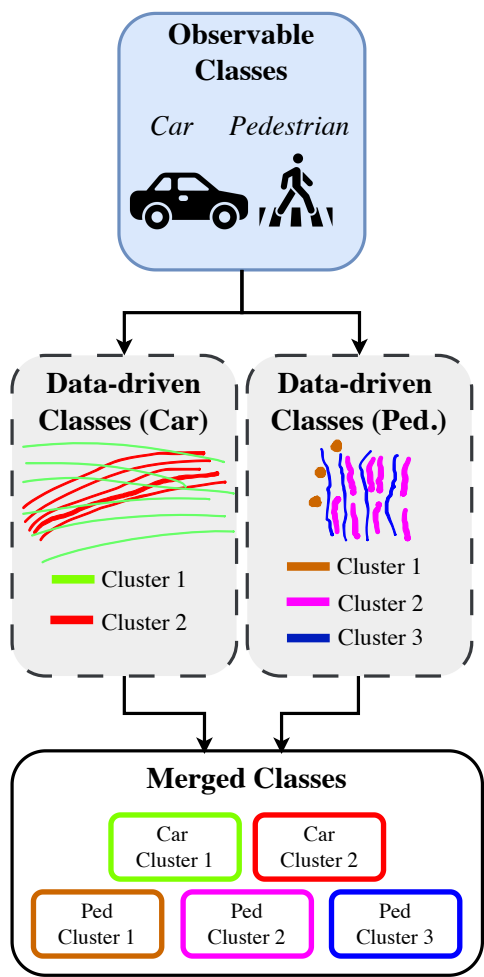 Observable
Classes
Car
Pedestrian
Data-driven
Classes (Car)
Cluster 1
Cluster 2
Data-driven
Classes (Ped.)
Cluster 1
Cluster 2
Cluster 3
Merged Classes
Car
Cluster 1
Car
Cluster 2
Ped
Cluster 1
Ped
Cluster 2
Ped
Cluster 3